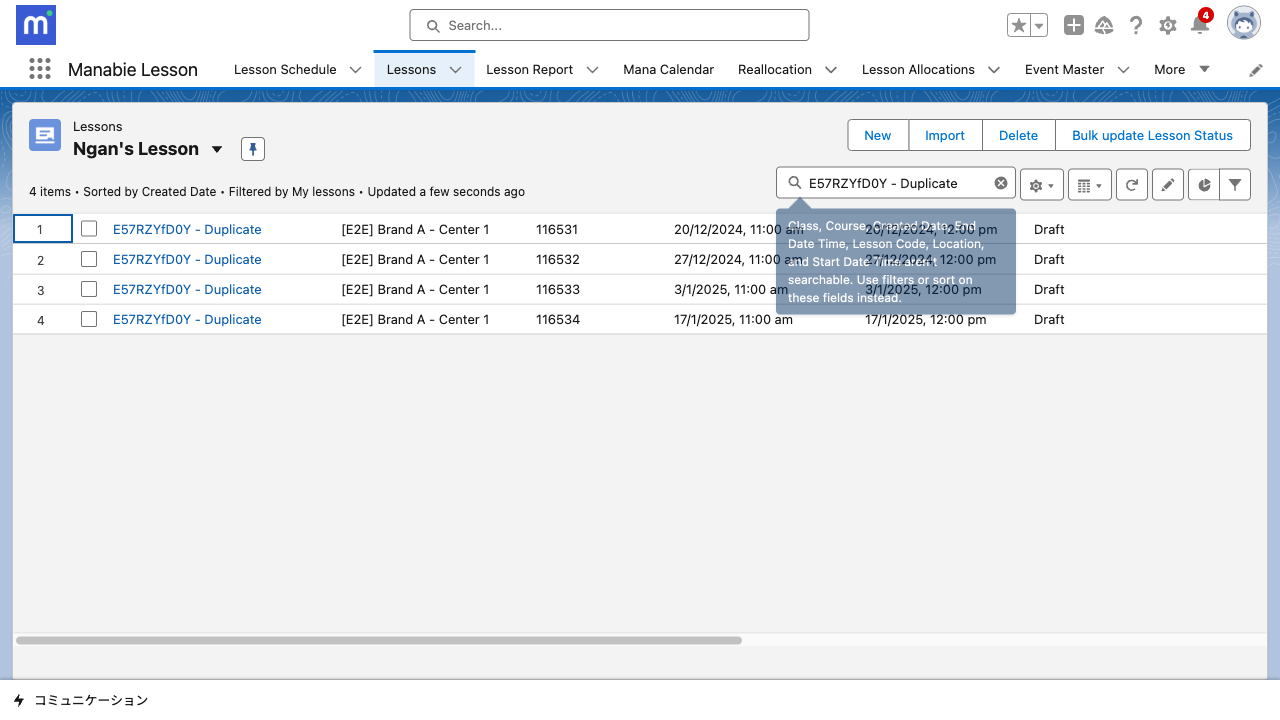 m
Search...
4
Manabie Lesson
Lesson Schedule
Lessons
Lesson Report
Mana Calendar
Reallocation
Lesson Allocations
Event Master
More
Lessons
Ngan's Lesson
New
Import
Delete
Bulk update Lesson Status
4 items • Sorted by Created Date • Filtered by My lessons • Updated a few seconds ago
E57RZYfD0Y - Duplicate
1 E57RZYfD0Y - Duplicate [E2E] Brand A - Center 1 116531 20/12/2024, 11:00 am 20/12/2024, 12:00 pm Draft
2 E57RZYfD0Y - Duplicate [E2E] Brand A - Center 1 116532 27/12/2024, 11:00 am 27/12/2024, 12:00 pm Draft
3 E57RZYfD0Y - Duplicate [E2E] Brand A - Center 1 116533 3/1/2025, 11:00 am 3/1/2025, 12:00 pm Draft
4 E57RZYfD0Y - Duplicate [E2E] Brand A - Center 1 116534 17/1/2025, 11:00 am 17/1/2025, 12:00 pm Draft
Class, Course, Created Date, End
Date Time, Lesson Code, Location,
and Start Date Time aren't
searchable. Use filters or sort on
these fields instead.
コミュニケーション